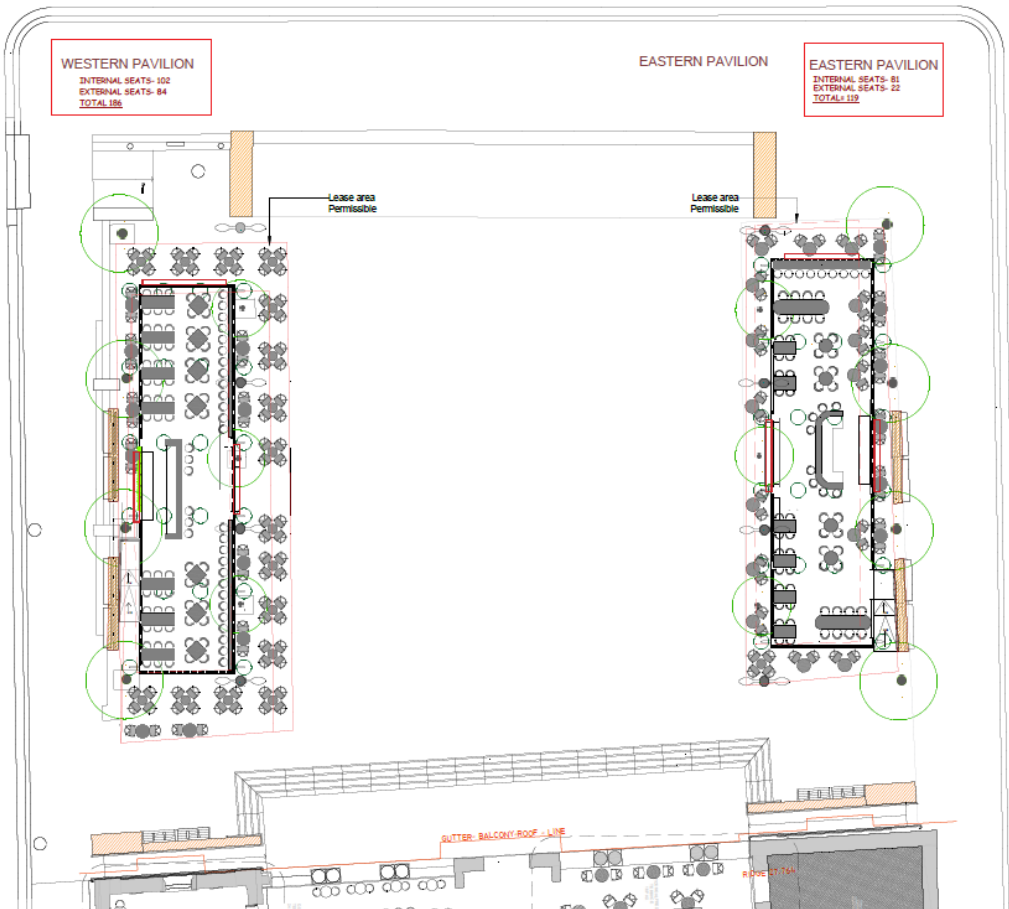 WESTERN PAVILION
INTERNAL SEATS- 102
EXTERNAL SEATS- 84
TOTAL 186
EASTERN PAVILION
EASTERN PAVILION
INTERNAL SEATS- 81
EXTERNAL SEATS- 22
TOTAL= 119
Lease area
Permissible
Lease area
Permissible
GUTTER- BALCONY-ROOF - LINE